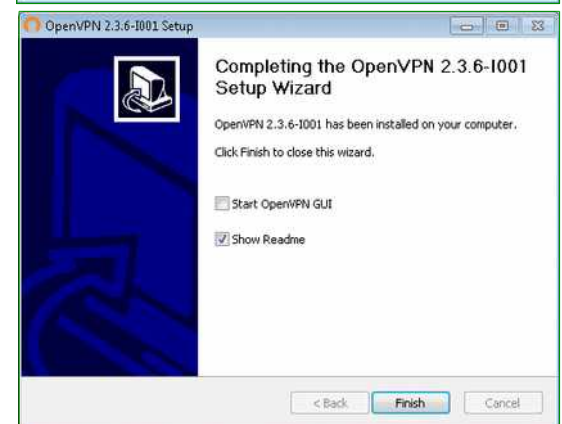 OpenVPN 2.3.6-I001 Setup
Completing the OpenVPN 2.3.6-I001
Setup Wizard
OpenVPN 2.3.6-I001 has been installed on your computer.
Click Finish to close this wizard.
Start OpenVPN GUI
Show Readme
< Back Finish Cancel